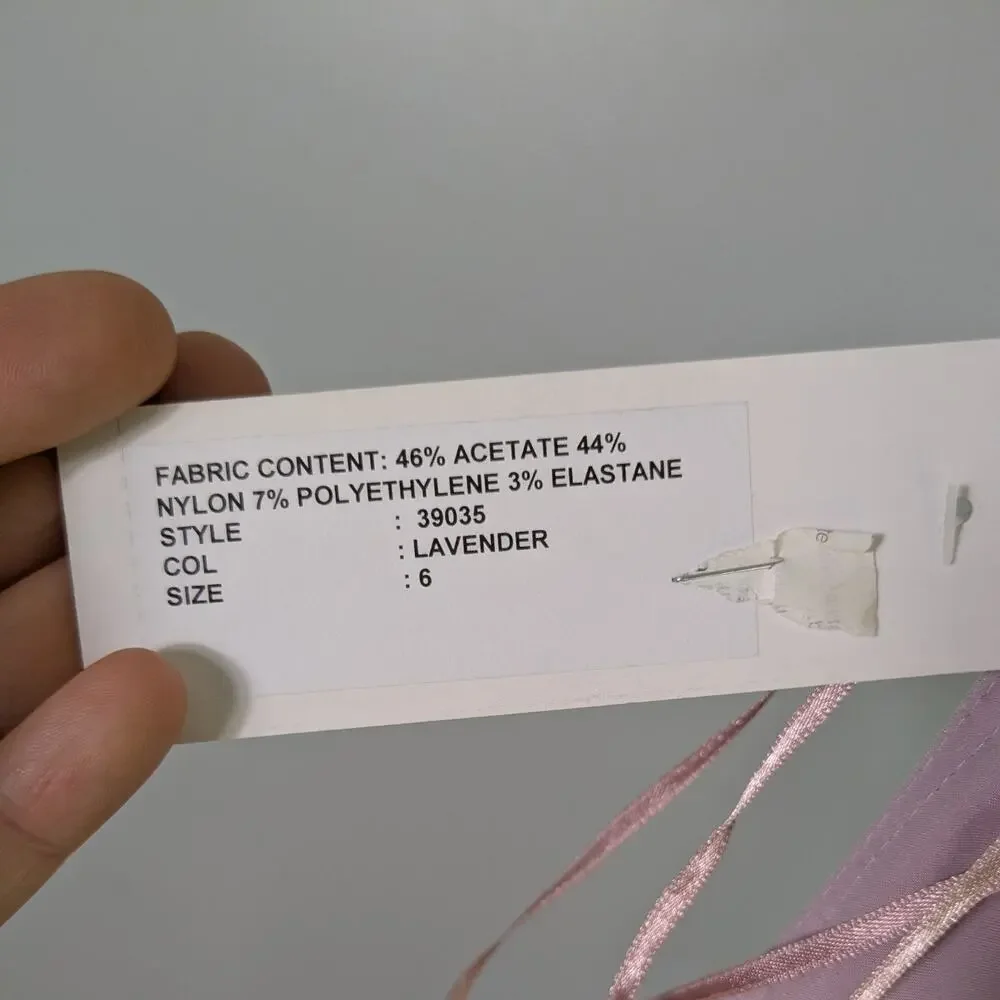 FABRIC CONTENT: 46% ACETATE 44%
NYLON 7% POLYETHYLENE 3% ELASTANE
STYLE : 39035
COL : LAVENDER
SIZE : 6